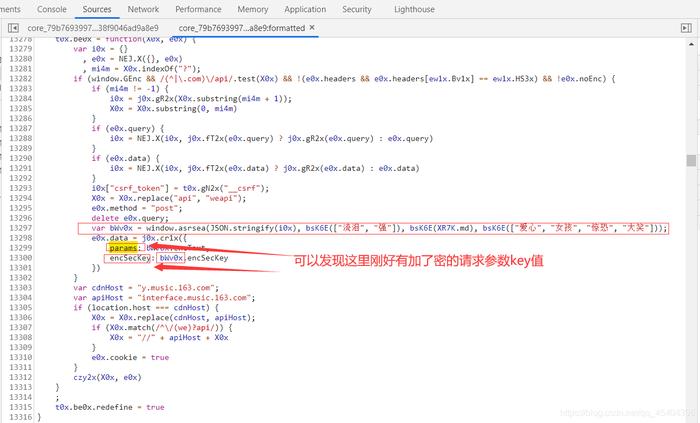 ments Console Sources Network Performance Memory Application Security Lighthouse
core_79b7693997...38f9046ad9a8e9 core_79b7693997...a8e9:formatted ×
13278 t0x.be0x = function(X0x, e0x) {
13279 var i0x = {}
13280 , e0x = NEJ.X({}, e0x)
13281 , mi4m = X0x.indexOf("?");
13282 if (window.GEnc && /(^|\.com)\/api/.test(X0x) && !(e0x.headers && e0x.headers[ew1x.Bv1x] == ew1x.HS3x) && !e0x.noEnc) {
13283 if (mi4m != -1) {
13284 i0x = j0x.gR2x(X0x.substring(mi4m + 1));
13285 X0x = X0x.substring(0, mi4m)
13286 }
13287 if (e0x.query) {
13288 i0x = NEJ.X(i0x, j0x.fT2x(e0x.query) ? j0x.gR2x(e0x.query) : e0x.query)
13289 }
13290 if (e0x.data) {
13291 i0x = NEJ.X(i0x, j0x.fT2x(e0x.data) ? j0x.gR2x(e0x.data) : e0x.data)
13292 }
13293 i0x["csrf_token"] = t0x.gN2x("__csrf");
13294 X0x = X0x.replace("api", "weapi");
13295 e0x.method = "post";
13296 delete e0x.query;
13297 var bWv0x = window.asrsea(JSON.stringify(i0x), bsK6E(["流泪", "强"]), bsK6E(XR7K.md), bsK6E(["爱心", "女孩", "惊恐", "大笑"]));
13298 e0x.data = j0x.cr1x({
13299 params:
13300 encSecKey: bWv0x.encSecKey
13301 })
13302 }
13303 var cdnHost = "y.music.163.com";
13304 var apiHost = "interface.music.163.com";
13305 if (location.host === cdnHost) {
13306 X0x = X0x.replace(cdnHost, apiHost);
13307 if (X0x.match(/^\/(we)?api/)) {
13308 X0x = "//" + apiHost + X0x
13309 }
13310 e0x.cookie = true
13311 }
13312 czy2x(X0x, e0x)
13313 }
13314 ;
13315 t0x.be0x.redefine = true
13316 }
可以发现这里刚好有加了密的请求参数key值